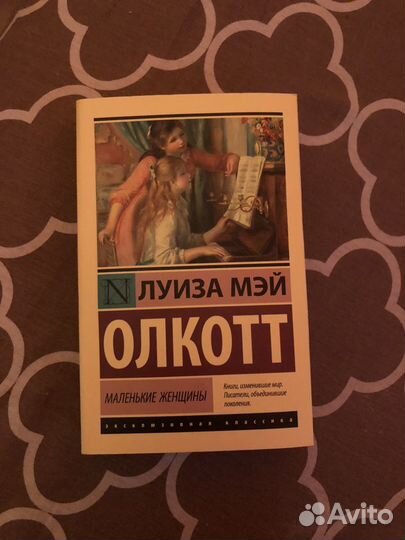 N ЛУИЗА МЭЙ
ОЛКОТТ
МАЛЕНЬКИЕ ЖЕНЩИНЫ
Книги, изменившие мир.
Писатели, объединившие
поколения.
ЭКСКЛЮЗИВНАЯ КЛАССИКА
Avito